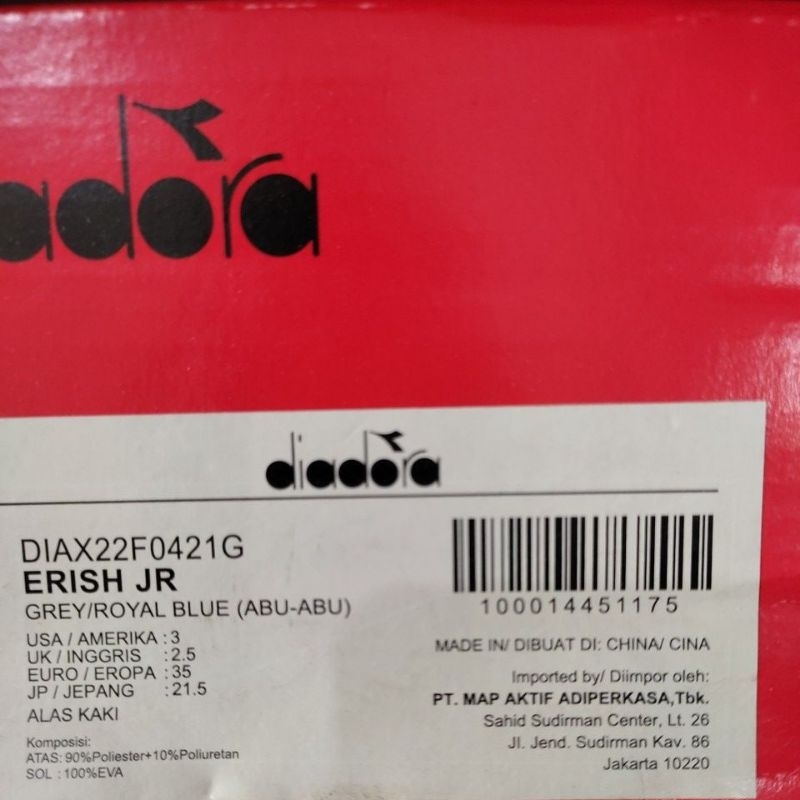 diadora
diadora
DIAX22F0421G
ERISH JR
GREY/ROYAL BLUE (ABU-ABU)
USA / AMERIKA : 3
UK / INGGRIS : 2.5
EURO / EROPA : 35
JP / JEPANG : 21.5
ALAS KAKI
Komposisi:
ATAS: 90%Poliester+10%Poliuretan
SOL : 100%EVA
100014451175
MADE IN/ DIBUAT DI: CHINA/ CINA
Imported by/ Diimpor oleh:
PT. MAP AKTIF ADIPERKASA,Tbk.
Sahid Sudirman Center, Lt. 26
Jl. Jend. Sudirman Kav. 86
Jakarta 10220